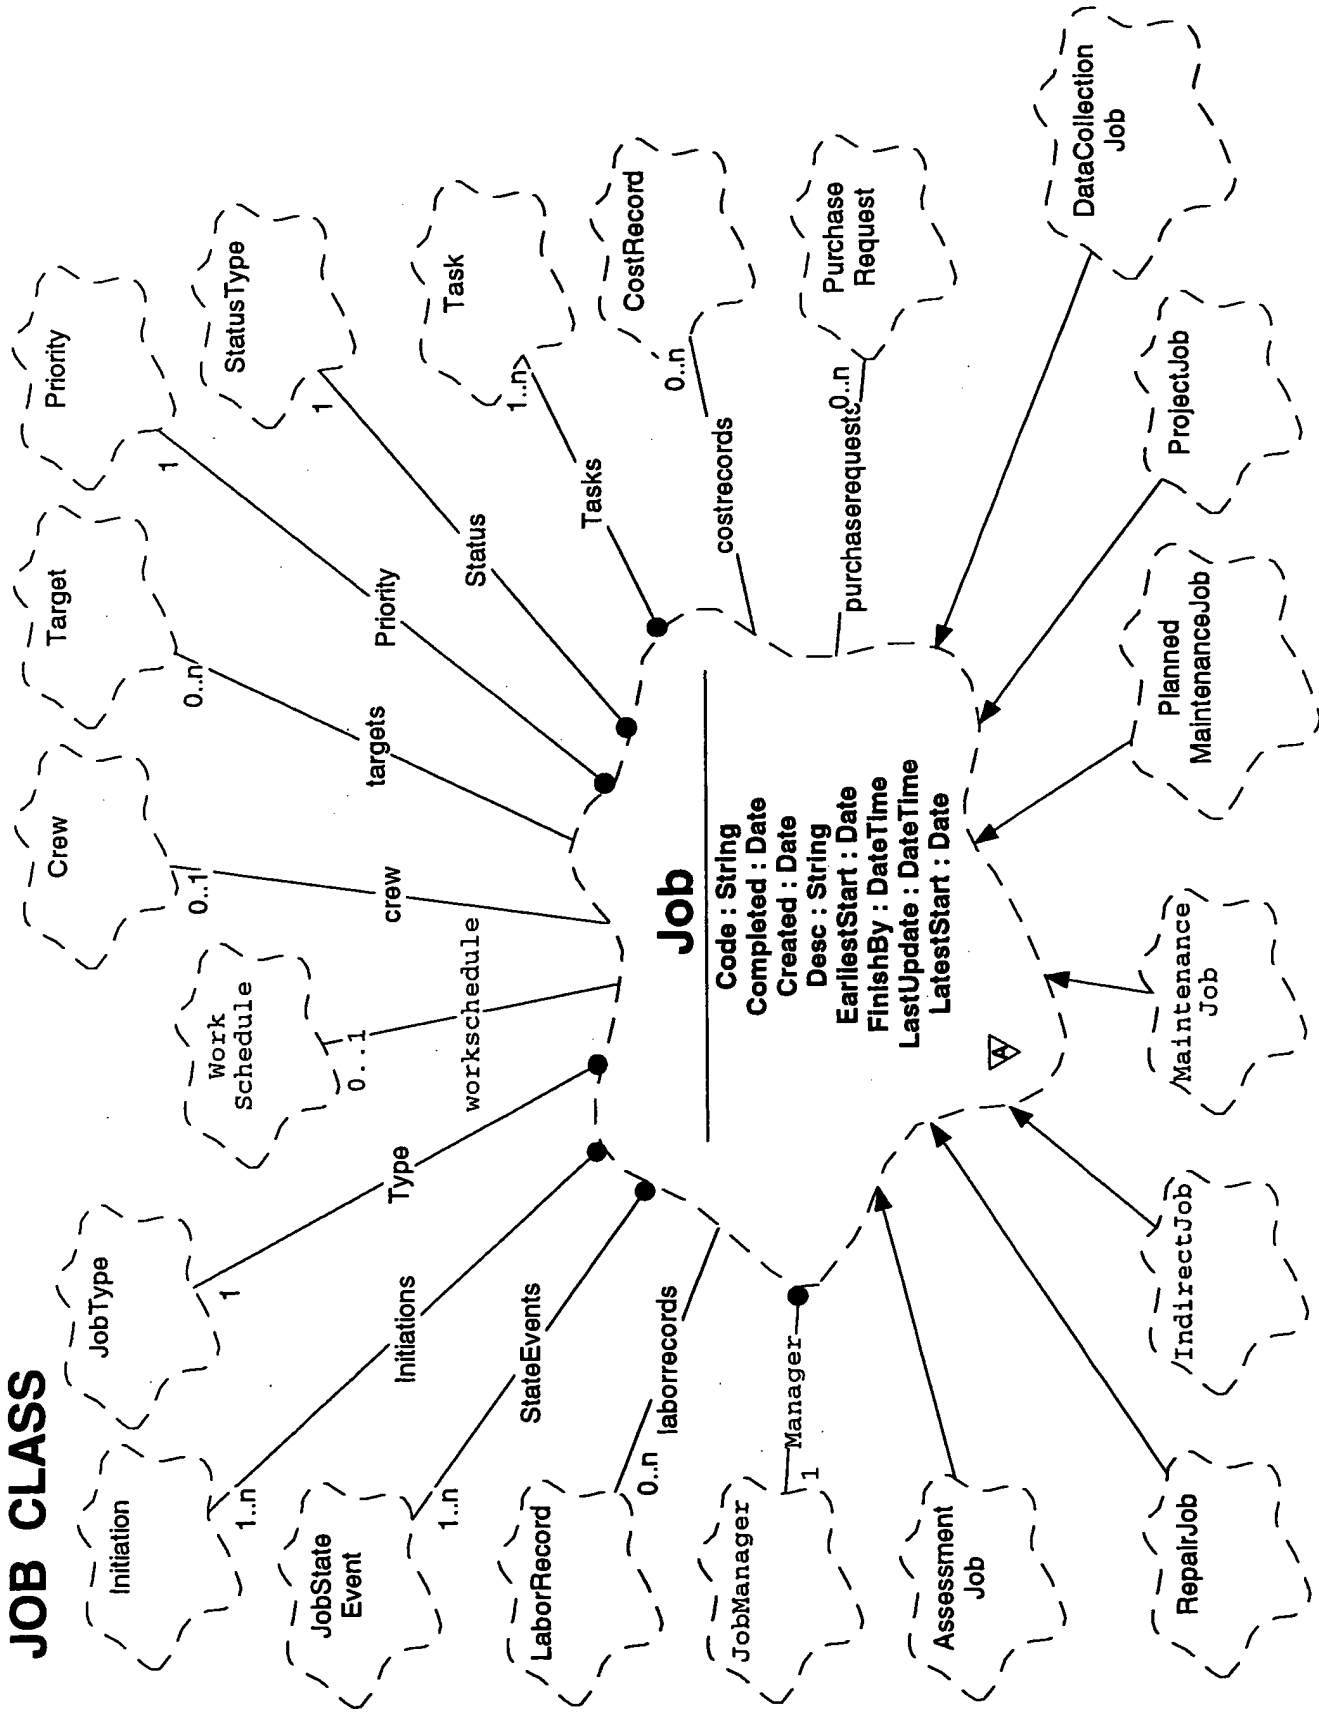 JOB CLASS
Initiation
1..n
Initiations
JobType
1
Type
Work
Schedule
0..1
workschedule
Crew
0..1
crew
Target
0..n
targets
Priority
1
Priority
StatusType
1
Status
Task
1..n>
Tasks
CostRecord
0..n
costrecords
Purchase
Request
0..n
purchaserequests
JobState
Event
1..n
StateEvents
LaborRecord
0..n
laborrecords
JobManager
1
Manager
Job
Code : String
Completed : Date
Created : Date
Desc : String
EarliestStart : Date
FinishBy : DateTime
LastUpdate : DateTime
LatestStart : Date
A
Assessment
Job
RepairJob
/IndirectJob
/Maintenance
Job
Planned
MaintenanceJob
ProjectJob
DataCollection
Job